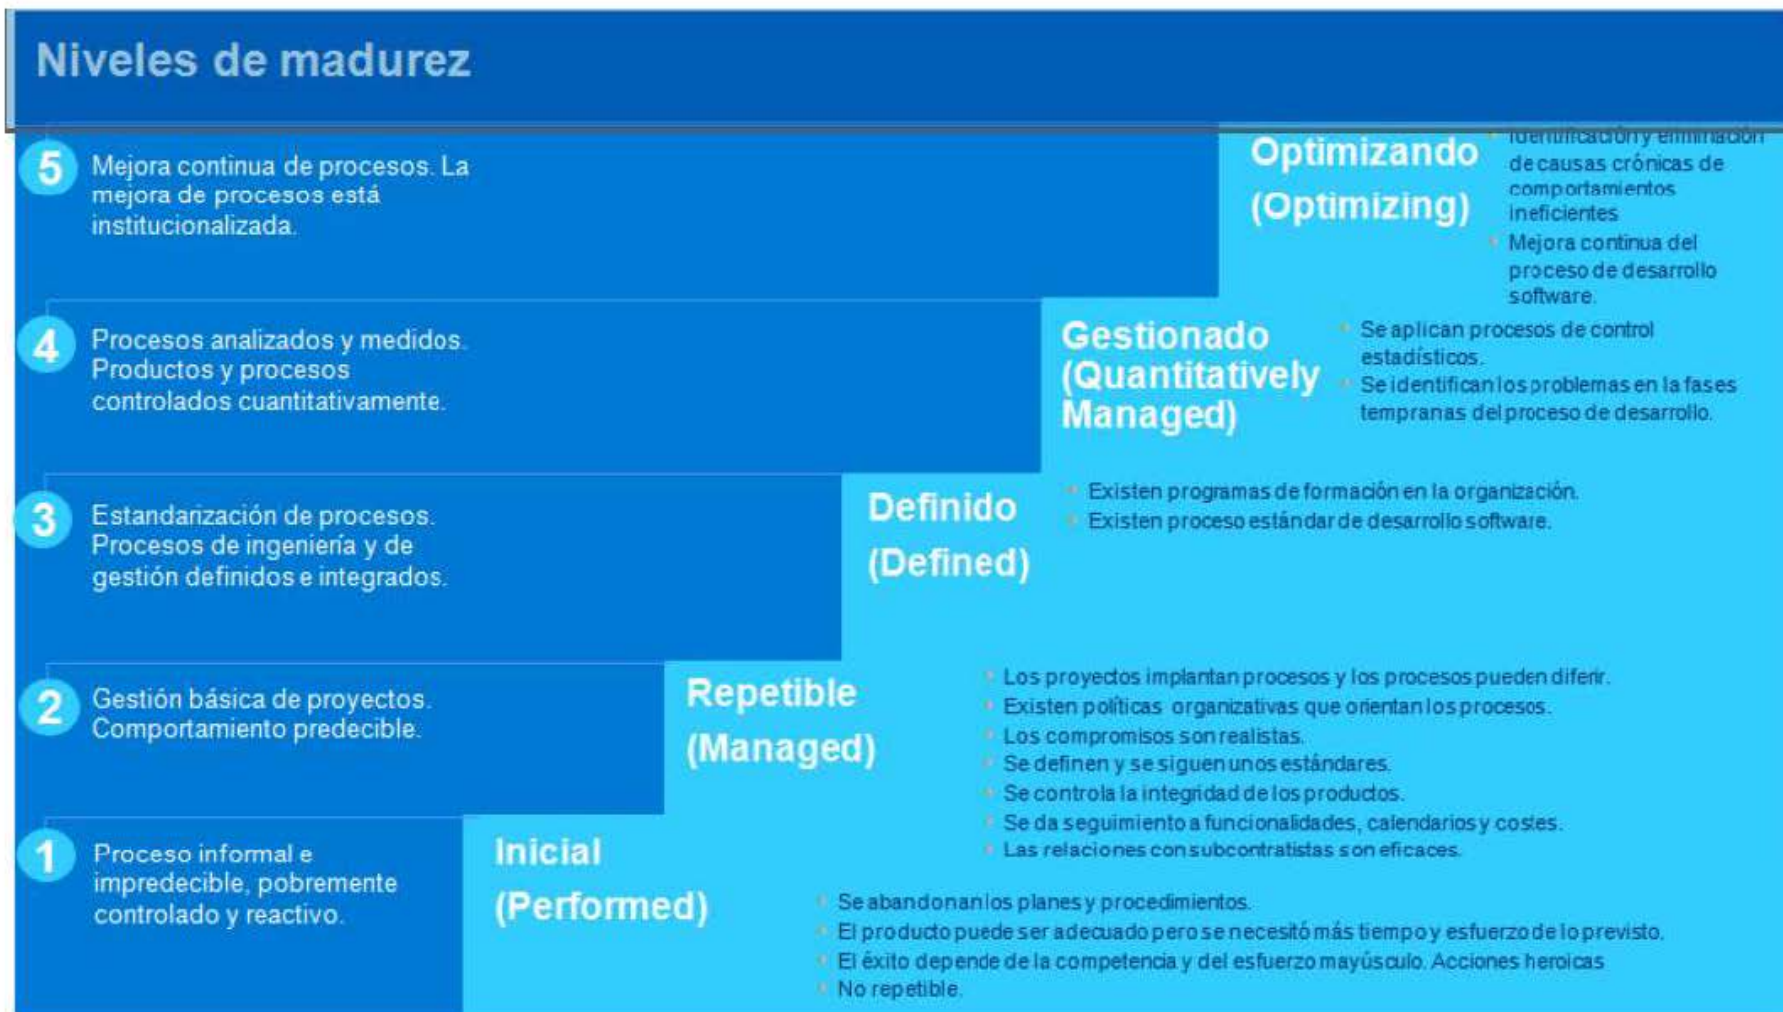 Niveles de madurez
5
Mejora continua de procesos. La
mejora de procesos está
institucionalizada.
Optimizando
(Optimizing)
Identificación y eliminación
de causas crónicas de
comportamientos
ineficientes
Mejora continua del
proceso de desarrollo
software.
4
Procesos analizados y medidos.
Productos y procesos
controlados cuantitativamente.
Gestionado
(Quantitatively
Managed)
Se aplican procesos de control
estadísticos.
Se identifican los problemas en la fases
tempranas del proceso de desarrollo.
3
Estandarización de procesos.
Procesos de ingeniería y de
gestión definidos e integrados.
Definido
(Defined)
Existen programas de formación en la organización.
Existen proceso estándar de desarrollo software.
2
Gestión básica de proyectos.
Comportamiento predecible.
Repetible
(Managed)
Los proyectos implantan procesos y los procesos pueden diferir.
Existen políticas organizativas que orientan los procesos.
Los compromisos son realistas.
Se definen y se siguen unos estándares.
Se controla la integridad de los productos.
Se da seguimiento a funcionalidades, calendarios y costes.
Las relaciones con subcontratistas son eficaces.
1
Proceso informal e
impredecible, pobremente
controlado y reactivo.
Inicial
(Performed)
Se abandonan los planes y procedimientos.
El producto puede ser adecuado pero se necesitó más tiempo y esfuerzo de lo previsto.
El éxito depende de la competencia y del esfuerzo mayúsculo. Acciones heroicas
No repetible.